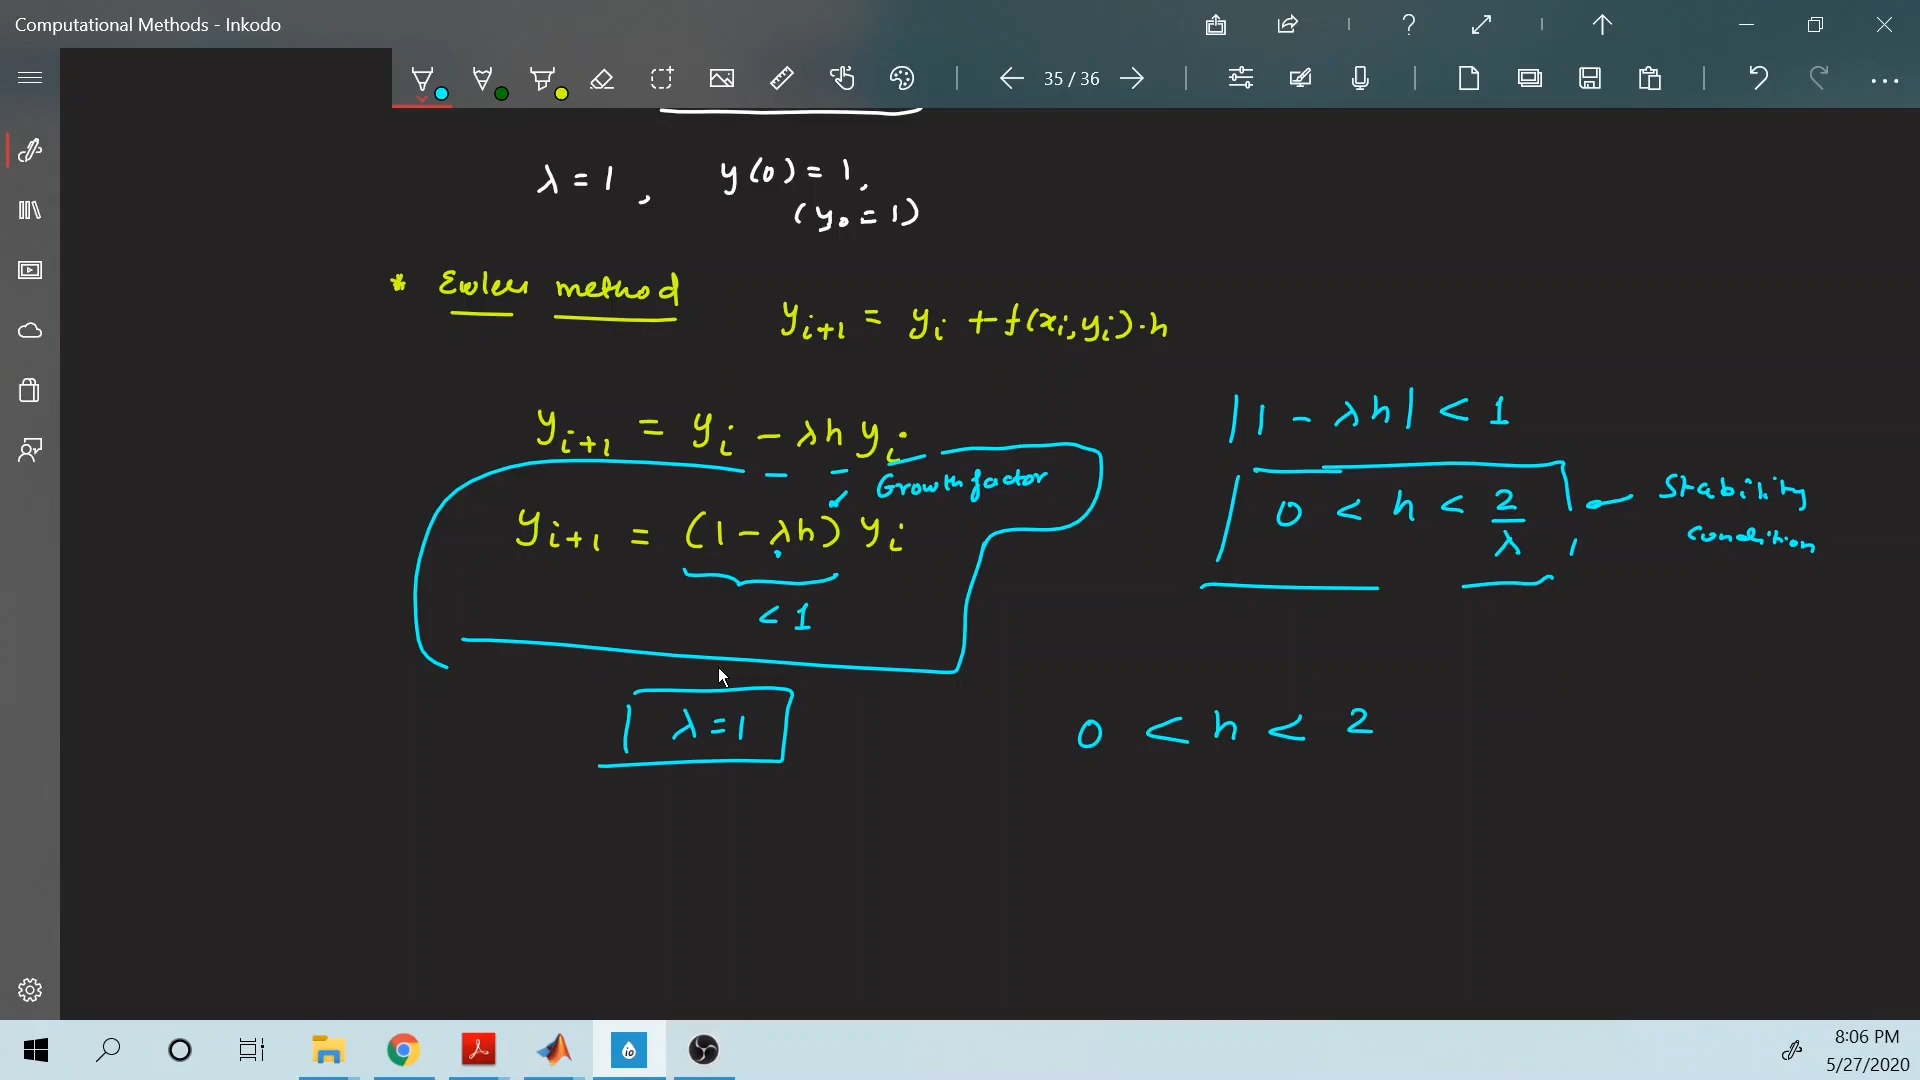 Computational Methods - Inkodo
35 / 36
λ = 1 , y(0) = 1,
(y₀ = 1)
* Euler method
yᵢ₊₁ = yᵢ + f(xᵢ, yᵢ)·h
yᵢ₊₁ = yᵢ - λh yᵢ
Growth factor
yᵢ₊₁ = (1 - λh) yᵢ
< 1
|1 - λh| < 1
0 < h < 2/λ
Stability
condition
λ = 1
0 < h < 2
8:06 PM
5/27/2020